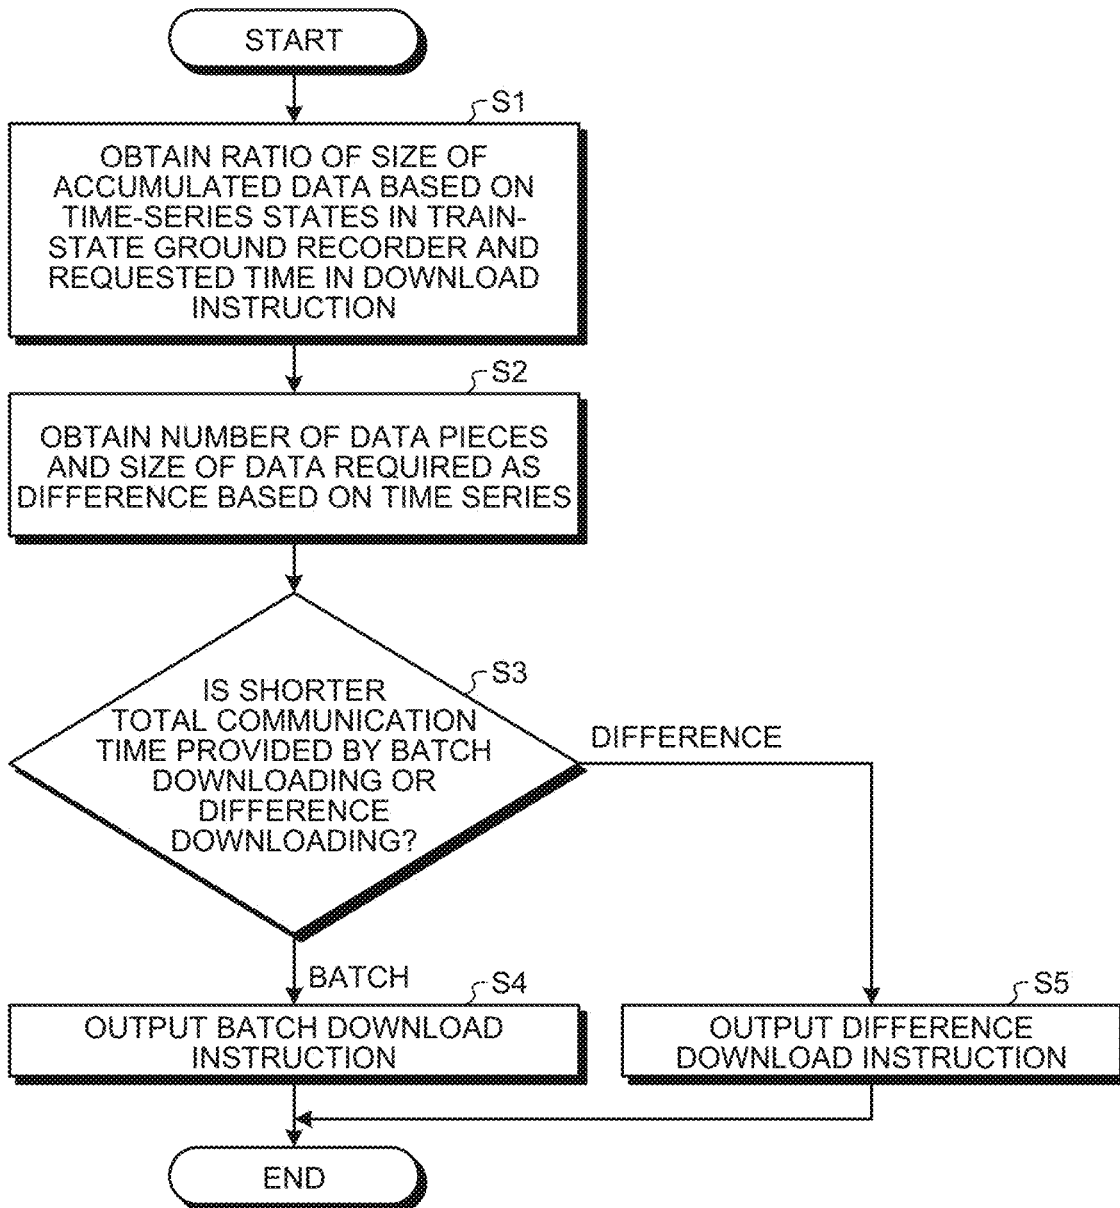 START
S1
OBTAIN RATIO OF SIZE OF
ACCUMULATED DATA BASED ON
TIME-SERIES STATES IN TRAIN-
STATE GROUND RECORDER AND
REQUESTED TIME IN DOWNLOAD
INSTRUCTION
S2
OBTAIN NUMBER OF DATA PIECES
AND SIZE OF DATA REQUIRED AS
DIFFERENCE BASED ON TIME SERIES
S3
IS SHORTER
TOTAL COMMUNICATION
TIME PROVIDED BY BATCH
DOWNLOADING OR
DIFFERENCE
DOWNLOADING?
DIFFERENCE
BATCH
S4
OUTPUT BATCH DOWNLOAD
INSTRUCTION
S5
OUTPUT DIFFERENCE
DOWNLOAD INSTRUCTION
END